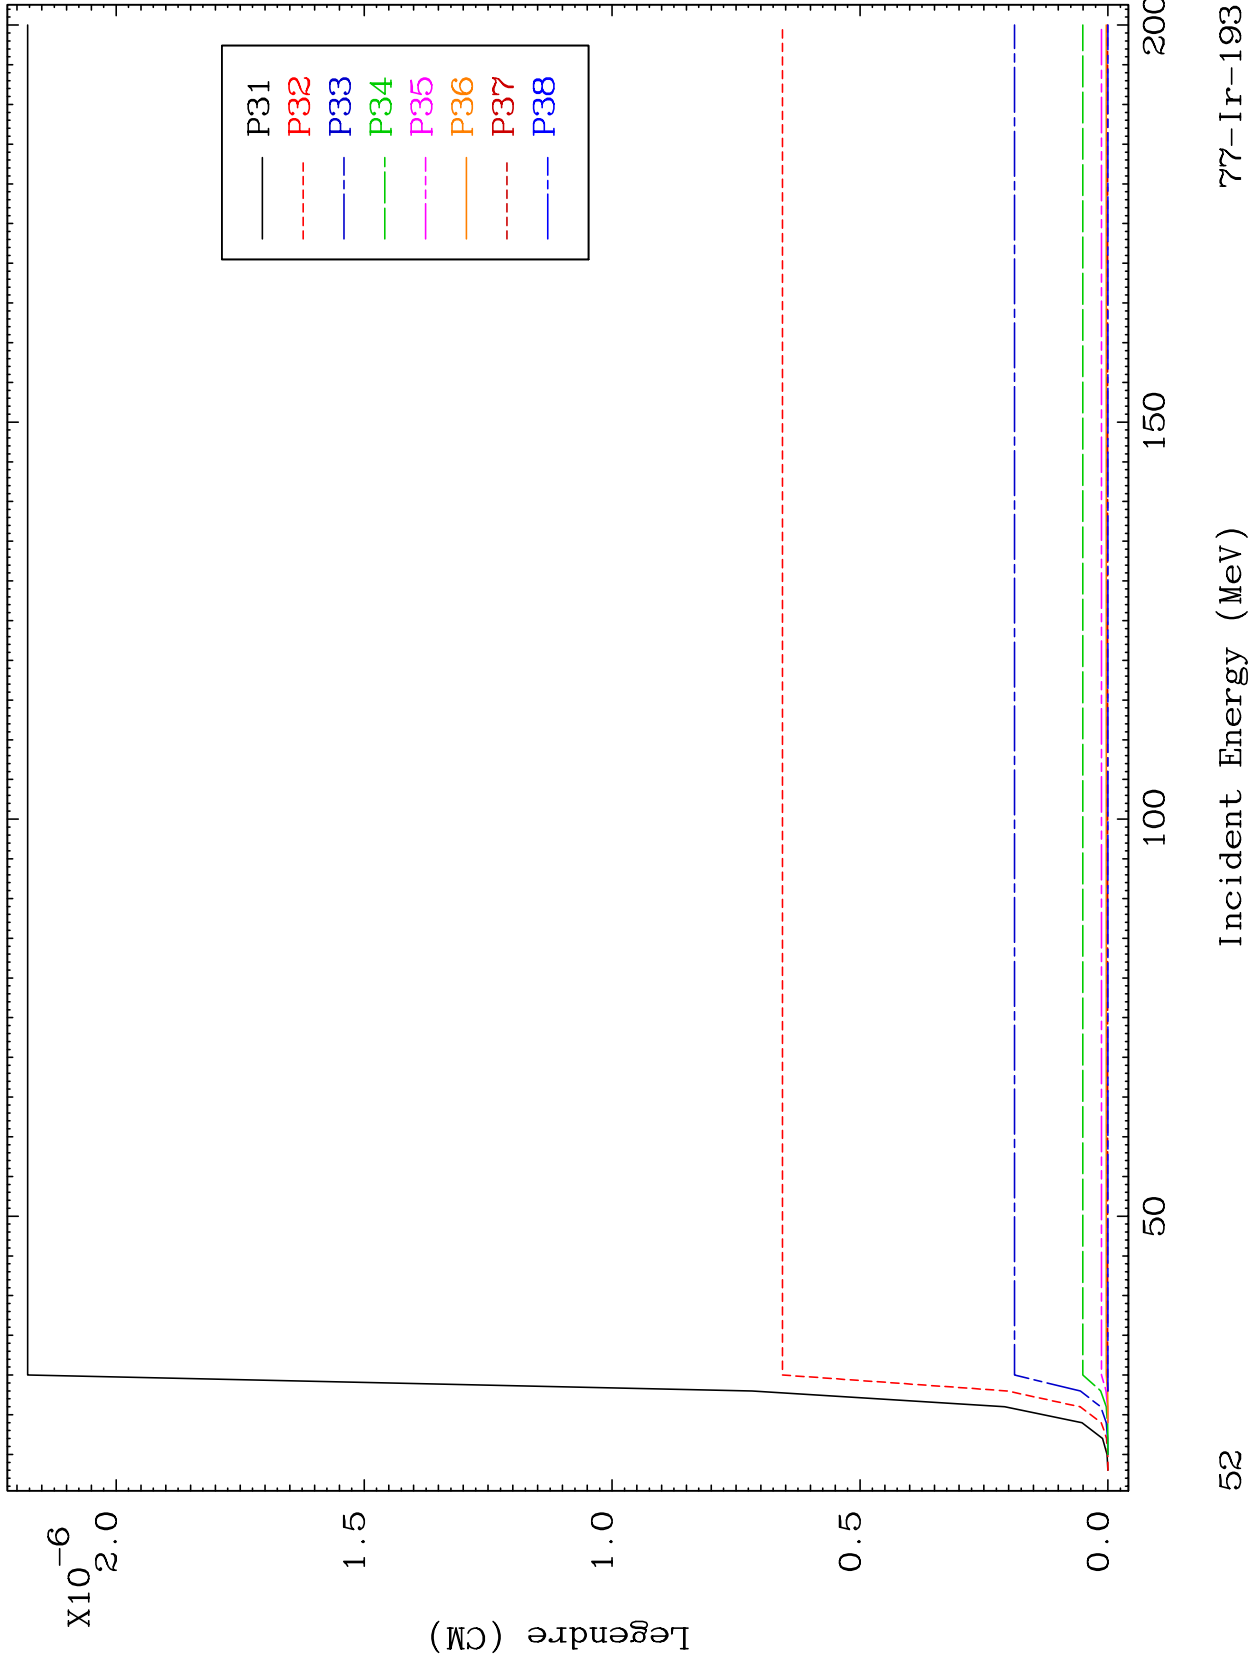 X10-6
2.0
1.5
1.0
0.5
0.0
Legendre (CM)
P31
P32
P33
P34
P35
P36
P37
P38
50
100
150
200
52
Incident Energy (MeV)
77-Ir-193